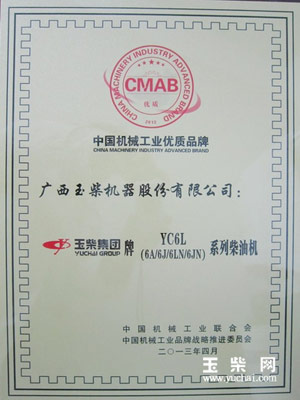 CHINA MACHINERY INDUSTRY ADVANCED BRAND
CMAB
优质
2012
中国机械工业优质品牌
CHINA MACHINERY INDUSTRY ADVANCED BRAND
广西玉柴机器股份有限公司：
玉柴集团 牌 YC6L 系列柴油机
YUCHAI GROUP (6A/6J/6LN/6JN)
中国机械工业联合会
中国机械工业品牌战略推进委员会
二〇一三年四月
玉柴网
www.yuchai.com